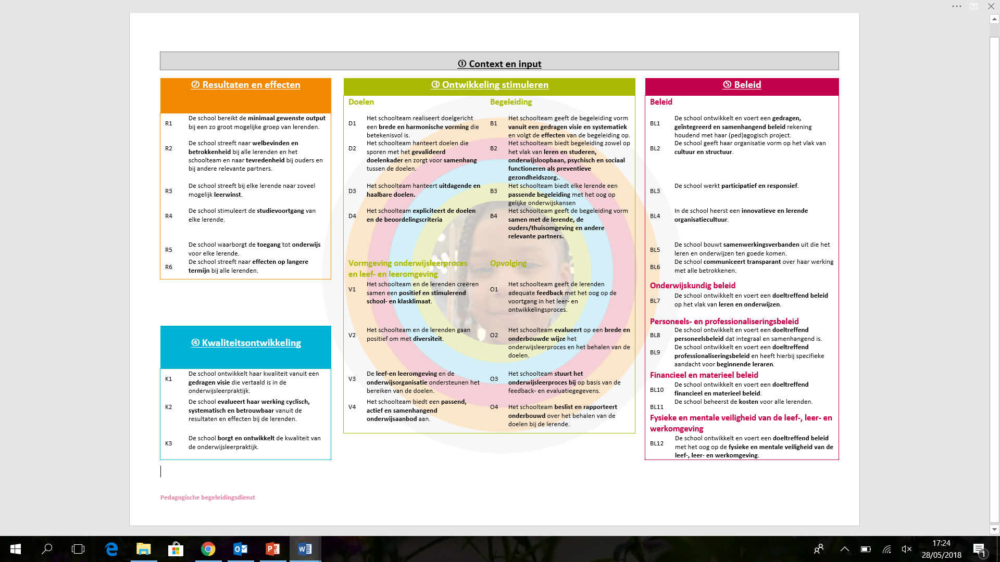 ① Context en input
② Resultaten en effecten
R1 De school bereikt de minimaal gewenste output
bij een zo groot mogelijke groep van lerenden.
R2 De school streeft naar welbevinden en
betrokkenheid bij alle lerenden en het
schoolteam en naar tevredenheid bij ouders en
bij andere relevante partners.
R3 De school streeft bij elke lerende naar zoveel
mogelijk leerwinst.
R4 De school stimuleert de studievoortgang van
elke lerende.
R5 De school waarborgt de toegang tot onderwijs
voor elke lerende.
R6 De school streeft naar effecten op langere
termijn bij alle lerenden.
④ Kwaliteitsontwikkeling
K1 De school ontwikkelt haar kwaliteit vanuit een
gedragen visie die vertaald is in de
onderwijsleerpraktijk.
K2 De school evalueert haar werking cyclisch,
systematisch en betrouwbaar vanuit de
resultaten en effecten bij de lerenden.
K3 De school borgt en ontwikkelt de kwaliteit van
de onderwijsleerpraktijk.
③ Ontwikkeling stimuleren
Doelen
D1 Het schoolteam realiseert doelgericht
een brede en harmonische vorming die
betekenisvol is.
D2 Het schoolteam hanteert doelen die
sporen met het gevalideerd
doelenkader en zorgt voor samenhang
tussen de doelen.
D3 Het schoolteam hanteert uitdagende en
haalbare doelen.
D4 Het schoolteam expliciteert de doelen
en de beoordelingscriteria
Begeleiding
B1 Het schoolteam geeft de begeleiding vorm
vanuit een gedragen visie en systematiek
en volgt de effecten van de begeleiding op.
B2 Het schoolteam biedt begeleiding zowel op
het vlak van leren en studeren,
onderwijsloopbaan, psychisch en sociaal
functioneren als preventieve
gezondheidszorg..
B3 Het schoolteam biedt elke lerende een
passende begeleiding met het oog op
gelijke onderwijskansen
B4 Het schoolteam geeft de begeleiding vorm
samen met de lerende, de
ouders/thuisomgeving en andere
relevante partners.
Vormgeving onderwijsleerproces
en leef- en leeromgeving
V1 Het schoolteam en de lerenden creëren
samen een positief en stimulerend
school- en klasklimaat.
V2 Het schoolteam en de lerenden gaan
positief om met diversiteit.
V3 De leef-en leeromgeving en de
onderwijsorganisatie ondersteunen het
bereiken van de doelen.
V4 Het schoolteam biedt een passend,
actief en samenhangend
onderwijsaanbod aan.
Opvolging
O1 Het schoolteam geeft de lerenden
adequate feedback met het oog op de
voortgang in het leer- en
ontwikkelingsproces.
O2 Het schoolteam evalueert op een brede en
onderbouwde wijze het
onderwijsleerproces en het behalen van de
doelen.
O3 Het schoolteam stuurt het
onderwijsleerproces bij op basis van de
feedback- en evaluatiegegevens.
O4 Het schoolteam beslist en rapporteert
onderbouwd over het behalen van de
doelen bij de lerende.
⑤ Beleid
Beleid
BL1 De school ontwikkelt en voert een gedragen,
geïntegreerd en samenhangend beleid rekening
houdend met haar (ped)agogisch project.
BL2 De school geeft haar organisatie vorm op het vlak van
cultuur en structuur.
BL3 De school werkt participatief en responsief.
BL4 In de school heerst een innovatieve en lerende
organisatiecultuur.
BL5 De school bouwt samenwerkingsverbanden uit die het
leren en onderwijzen ten goede komen.
BL6 De school communiceert transparant over haar werking
met alle betrokkenen.
Onderwijskundig beleid
BL7 De school ontwikkelt en voert een doeltreffend beleid
op het vlak van leren en onderwijzen.
Personeels- en professionaliseringsbeleid
BL8 De school ontwikkelt en voert een doeltreffend
personeelsbeleid dat integraal en samenhangend is.
BL9 De school ontwikkelt en voert een doeltreffend
professionaliseringsbeleid en heeft hierbij specifieke
aandacht voor beginnende leraren.
Financieel en materieel beleid
BL10 De school ontwikkelt en voert een doeltreffend
financieel en materieel beleid.
BL11 De school beheerst de kosten voor alle lerenden.
Fysieke en mentale veiligheid van de leef-, leer- en
werkomgeving
BL12 De school ontwikkelt en voert een doeltreffend beleid
met het oog op de fysieke en mentale veiligheid van de
leef-, leer- en werkomgeving.
Pedagogische begeleidingsdienst
17:24
28/05/2018
1